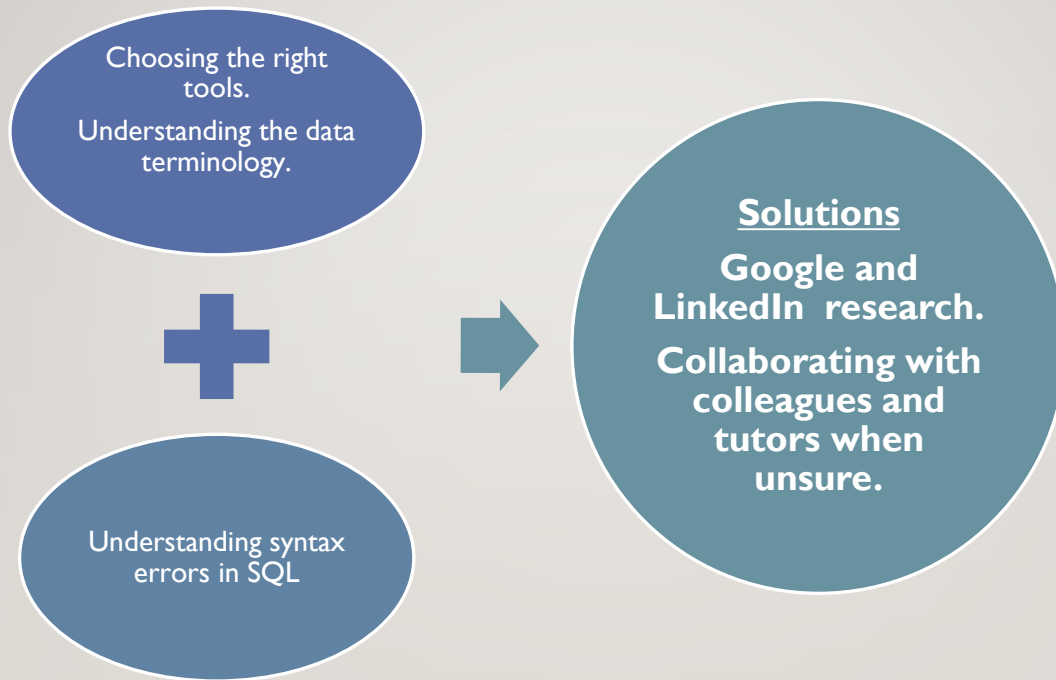 Choosing the right
tools.
Understanding the data
terminology.
Understanding syntax
errors in SQL
Solutions
Google and
LinkedIn  research.
Collaborating with
colleagues and
tutors when
unsure.